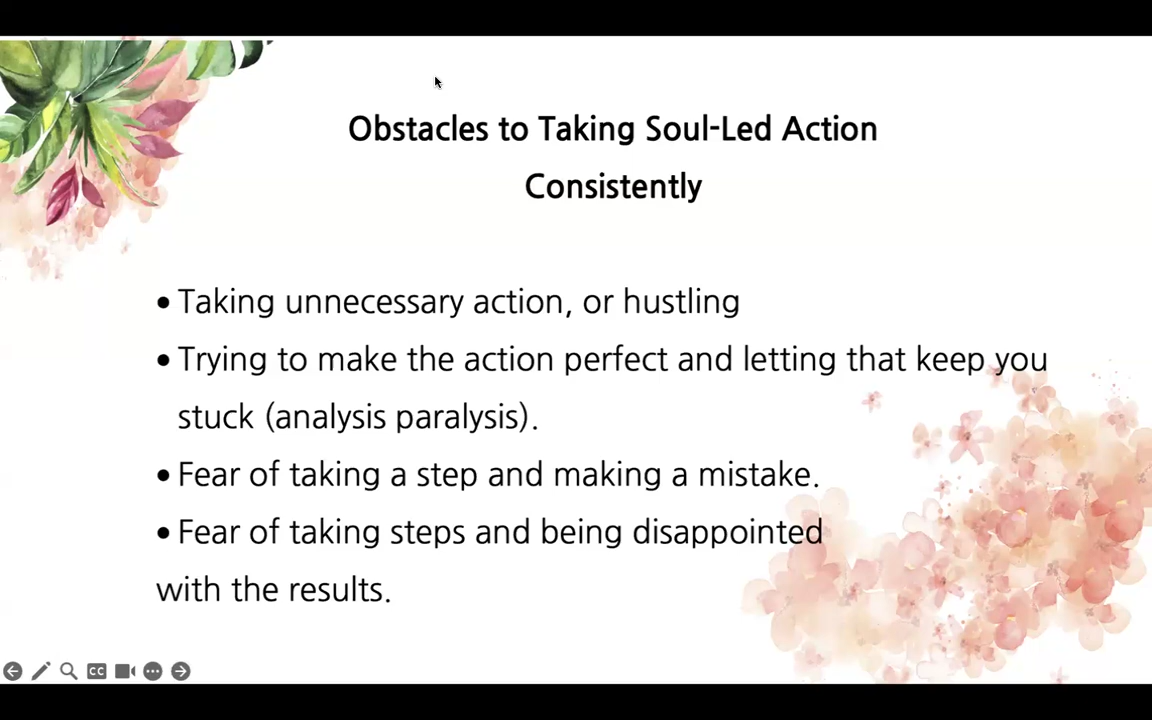 Obstacles to Taking Soul-Led Action
Consistently
• Taking unnecessary action, or hustling
• Trying to make the action perfect and letting that keep you
stuck (analysis paralysis).
• Fear of taking a step and making a mistake.
• Fear of taking steps and being disappointed
with the results.
CC